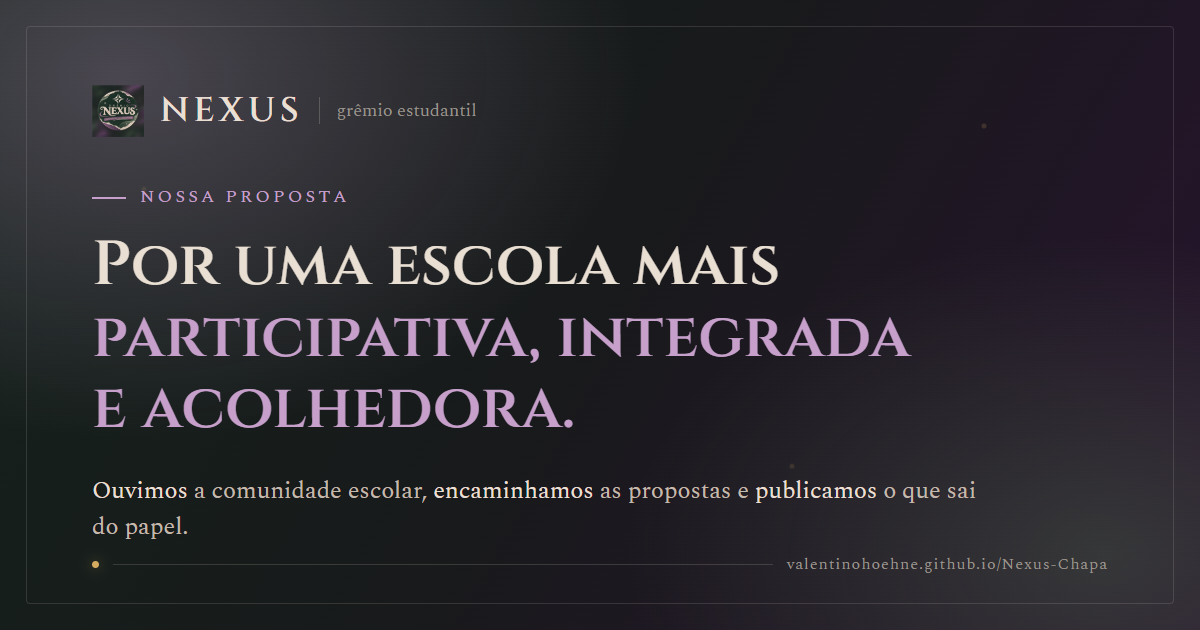 NEXUS
NEXUS
grêmio estudantil
NOSSA PROPOSTA
POR UMA ESCOLA MAIS
PARTICIPATIVA, INTEGRADA
E ACOLHEDORA.
Ouvimos a comunidade escolar, encaminhamos as propostas e publicamos o que sai
do papel.
valentinohoehne.github.io/Nexus-Chapa